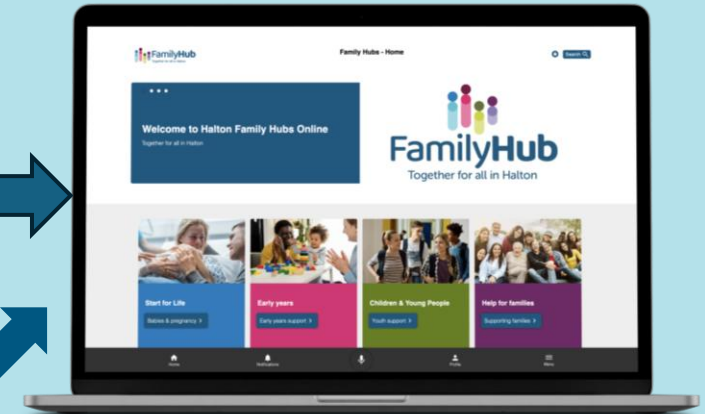 FamilyHub
Together for all in Halton
Family Hubs - Home
Search
Welcome to Halton Family Hubs Online
Together for all in Halton
FamilyHub
Together for all in Halton
Start for Life
Babies & pregnancy >
Early years
Early years support >
Children & Young People
Youth support >
Help for families
Supporting families >
Home
Notifications
Profile
Menu